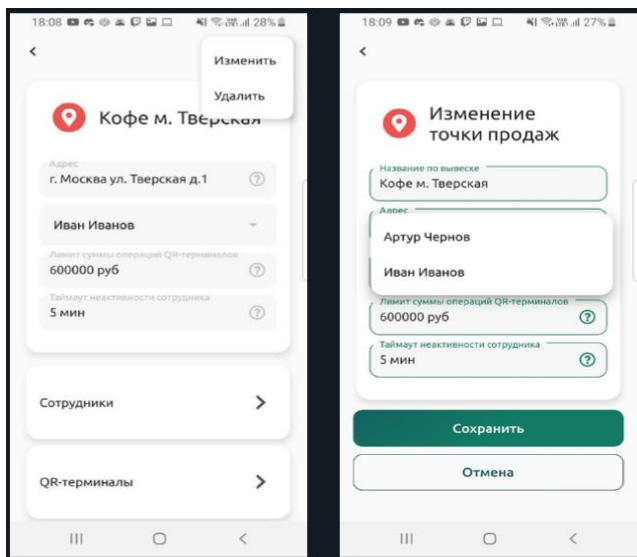 18:08
28%
Изменить
Удалить
Кофе м. Тверская
Адрес
г. Москва ул. Тверская д.1
Иван Иванов
Лимит суммы операций QR-терминалов
600000 руб
Таймаут неактивности сотрудника
5 мин
Сотрудники
QR-терминалы
18:09
27%
Изменение
точки продаж
Название по вывеске
Кофе м. Тверская
Адрес
Артур Чернов
Иван Иванов
Лимит суммы операций QR-терминалов
600000 руб
Таймаут неактивности сотрудника
5 мин
Сохранить
Отмена